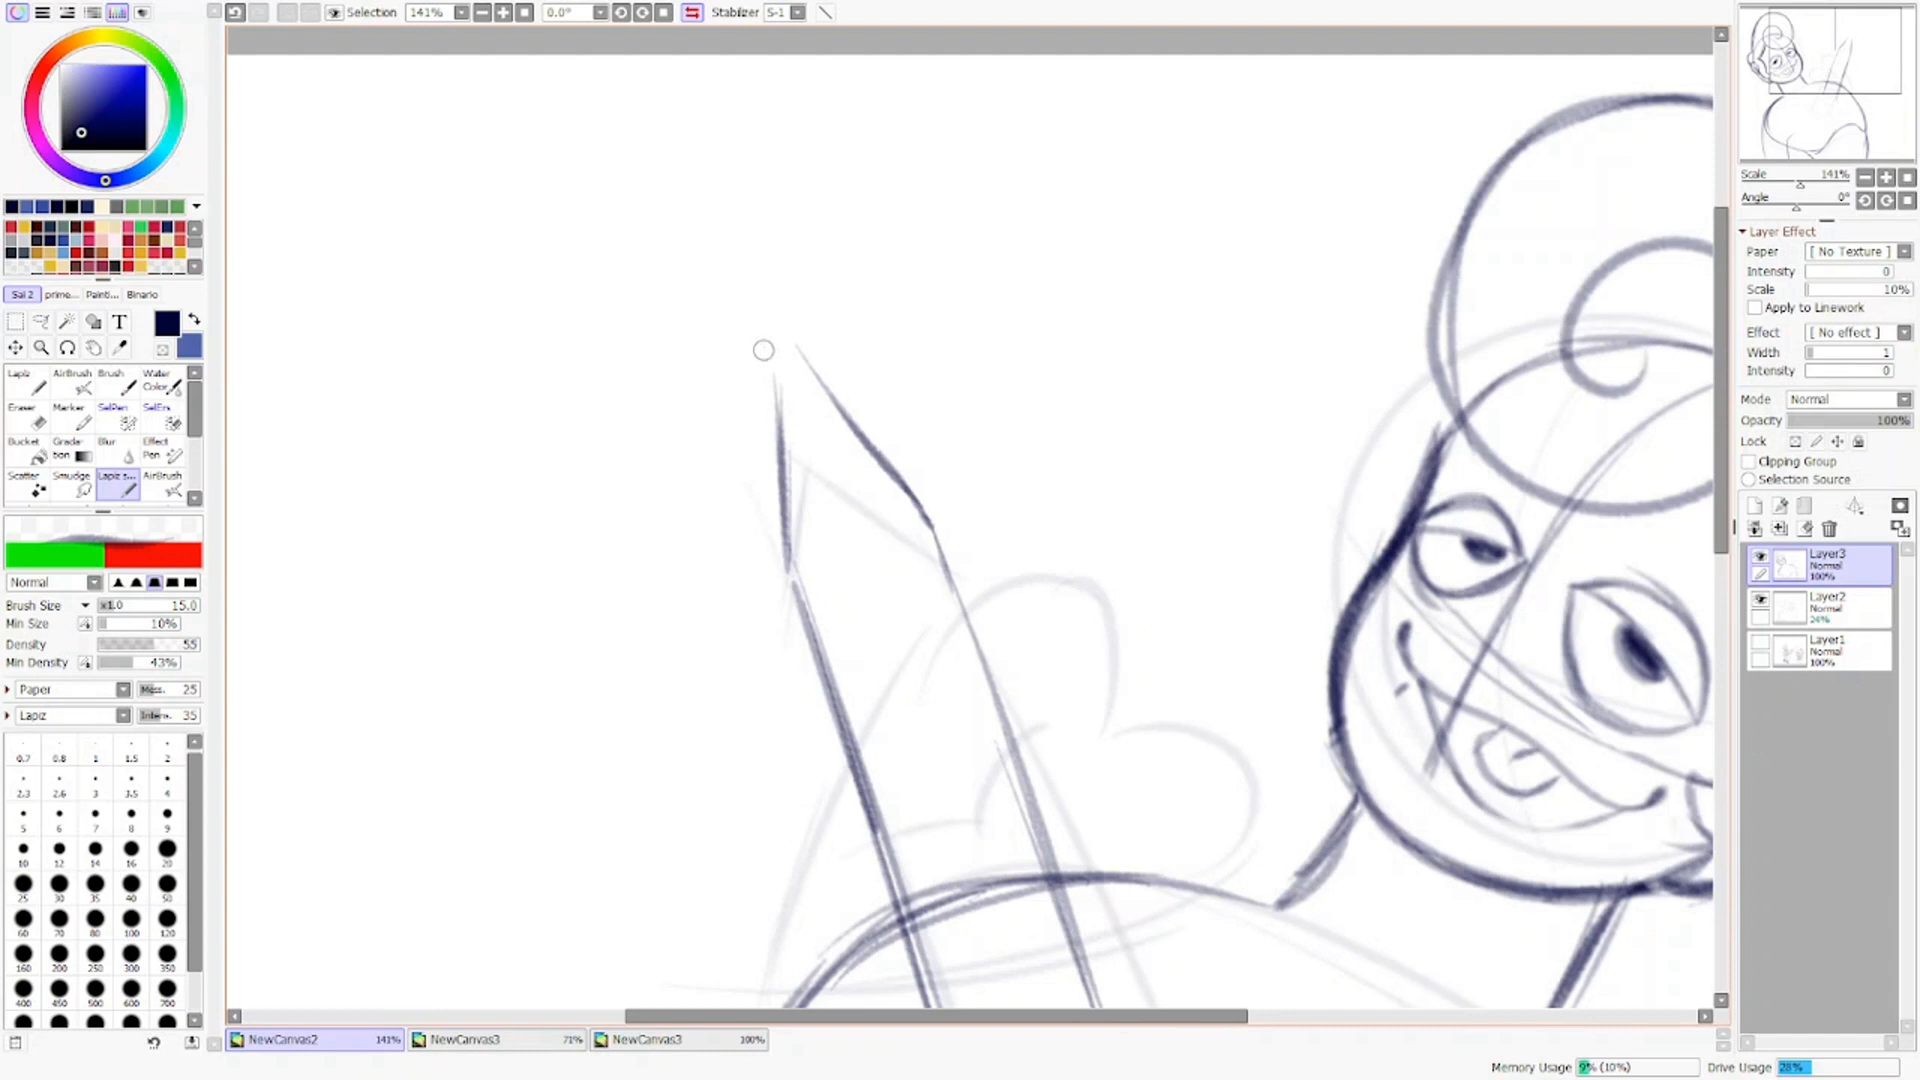 Selection 141% 0.0° Stabilizer S-1
Scale 141%
Angle 0°
Layer Effect
Paper [ No Texture ]
Intensity 0
Scale 10%
Apply to Linework
Effect [ No effect ]
Width 1
Intensity 0
Mode Normal
Opacity 100%
Lock
Clipping Group
Selection Source
Layer3
Normal
100%
Layer2
Normal
24%
Layer1
Normal
100%
Sai 2 prime... Painti... Binario
T
Lapiz AirBrush Brush Water Color
Eraser Marker SelPen SelErs
Bucket Gradation Blur Effect Pen
Scatter Smudge Lapiz s... AirBrush
Normal
Brush Size x1.0 15.0
Min Size 10%
Density 55
Min Density 43%
Paper 25
Lapiz 35
0.7 0.8 1 1.5 2
2.3 2.6 3 3.5 4
5 6 7 8 9
10 12 14 16 20
25 30 35 40 50
60 70 80 100 120
160 200 250 300 350
400 450 500 600 700
NewCanvas2 141% NewCanvas3 71% NewCanvas3 100%
Memory Usage 9% (10%) Drive Usage 28%